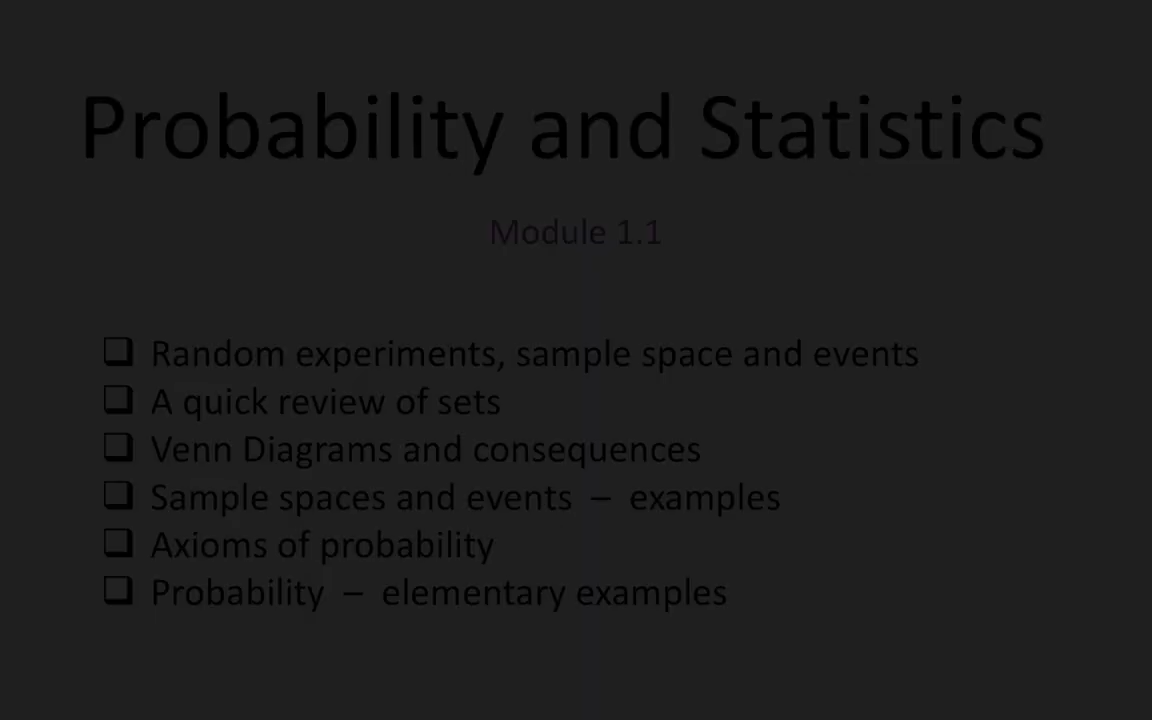 Probability and Statistics
Module 1.1
❑ Random experiments, sample space and events
❑ A quick review of sets
❑ Venn Diagrams and consequences
❑ Sample spaces and events – examples
❑ Axioms of probability
❑ Probability – elementary examples